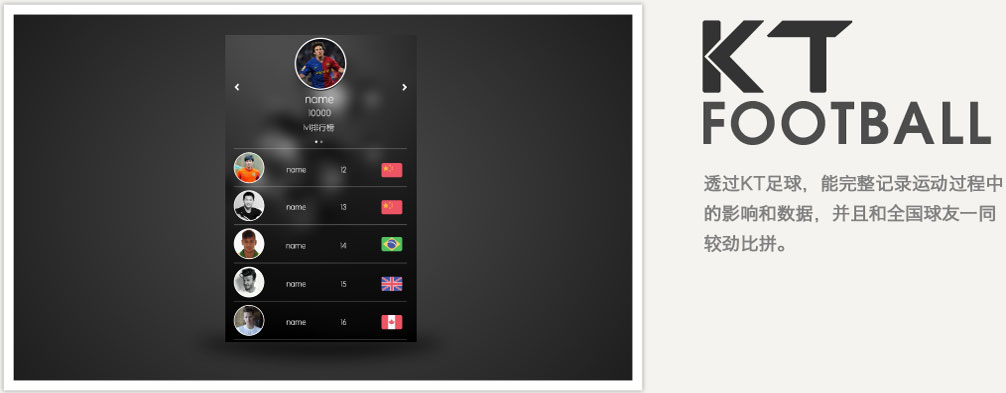 name
10000
lvl排行榜
name 12
name 13
name 14
name 15
name 16
KT
FOOTBALL
透过KT足球，能完整记录运动过程中
的影响和数据，并且和全国球友一同
较劲比拼。